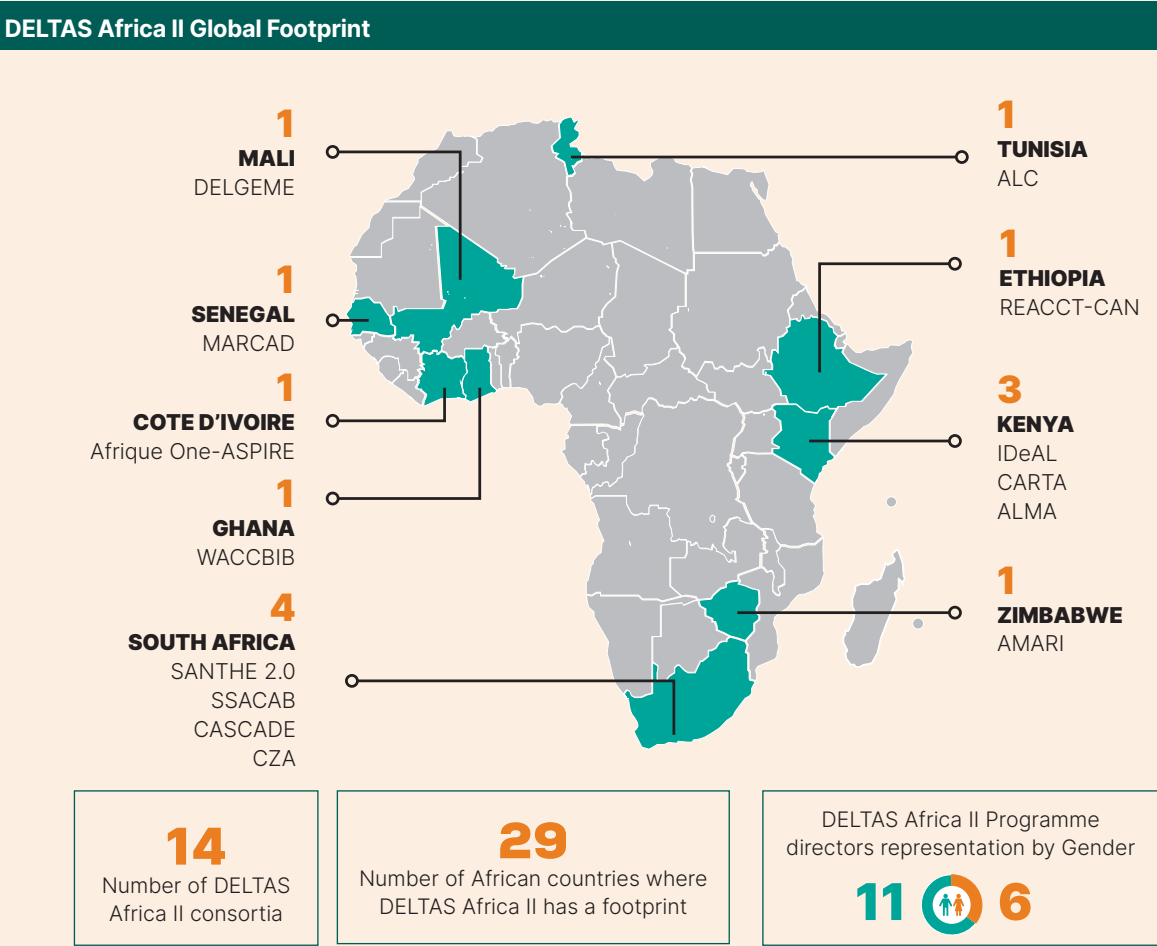 DELTAS Africa II Global Footprint
1
MALI
DELGEME
1
SENEGAL
MARCAD
1
COTE D'IVOIRE
Afrique One-ASPIRE
1
GHANA
WACCBIB
4
SOUTH AFRICA
SANTHE 2.0
SSACAB
CASCADE
CZA
1
TUNISIA
ALC
1
ETHIOPIA
REACCT-CAN
3
KENYA
IDeAL
CARTA
ALMA
1
ZIMBABWE
AMARI
14
Number of DELTAS
Africa II consortia
29
Number of African countries where
DELTAS Africa II has a footprint
DELTAS Africa II Programme
directors representation by Gender
11 6